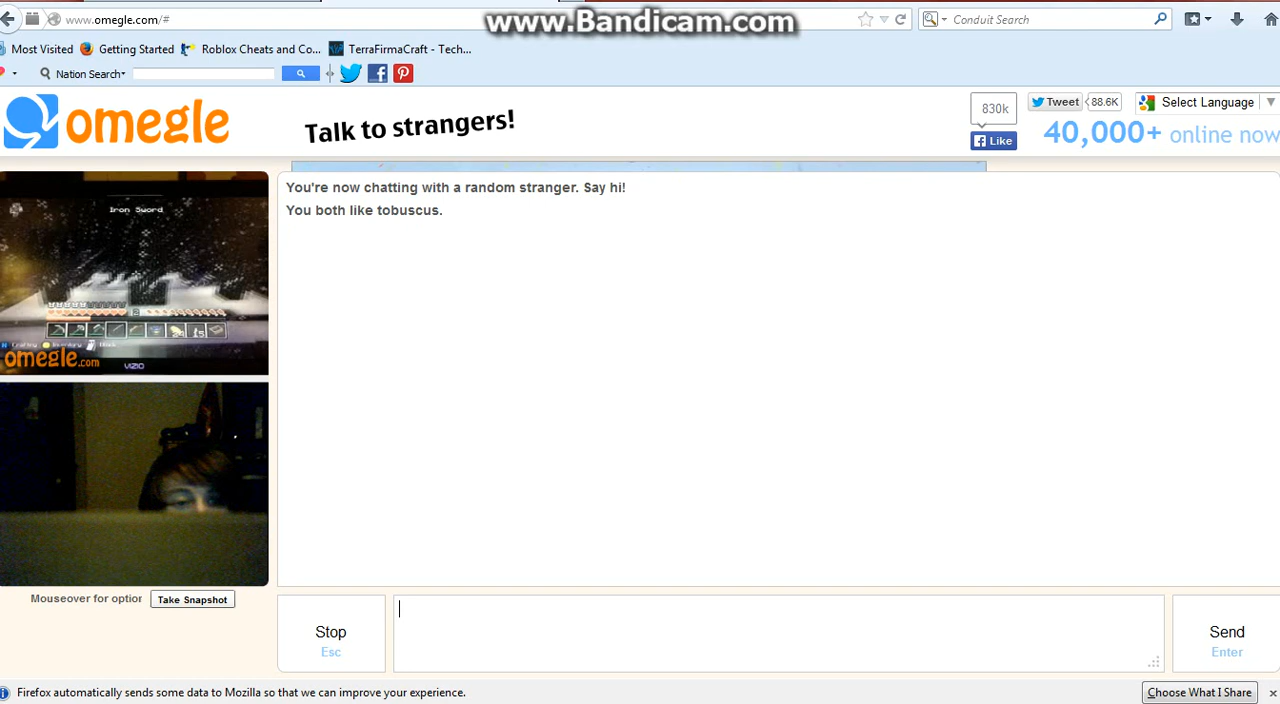 www.omegle.com/#
www.Bandicam.com
Conduit Search
Most Visited
Getting Started
Roblox Cheats and Co...
TerraFirmaCraft - Tech...
Nation Search
omegle
Talk to strangers!
830k
Like
Tweet
88.6K
Select Language
40,000+ online now
You're now chatting with a random stranger. Say hi!
You both like tobuscus.
Iron Sword
omegle.com
VIZIO
Mouseover for option
Take Snapshot
Stop
Esc
Send
Enter
Firefox automatically sends some data to Mozilla so that we can improve your experience.
Choose What I Share